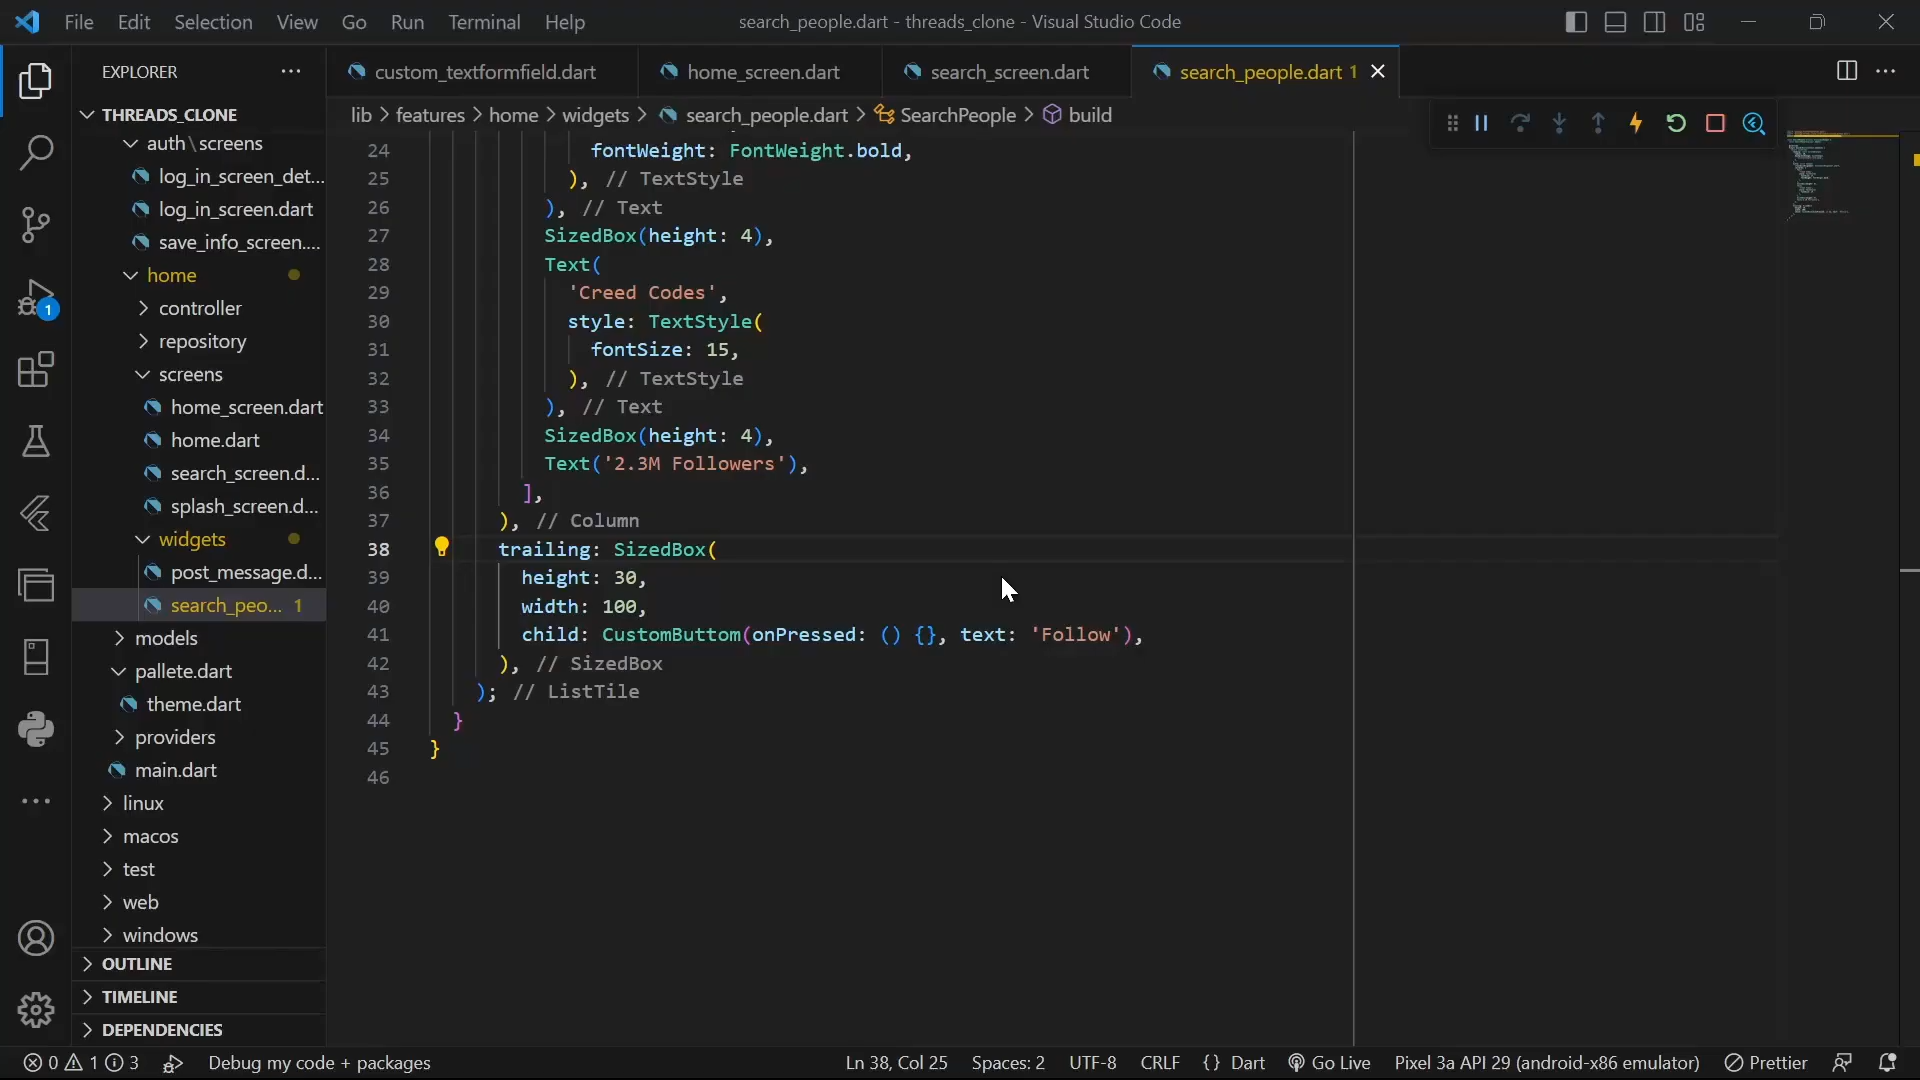 File Edit Selection View Go Run Terminal Help
search_people.dart - threads_clone - Visual Studio Code
EXPLORER
custom_textformfield.dart
home_screen.dart
search_screen.dart
search_people.dart 1
THREADS_CLONE
lib > features > home > widgets > search_people.dart > SearchPeople > build
auth\screens
log_in_screen_det...
log_in_screen.dart
save_info_screen....
home
controller
1
repository
screens
home_screen.dart
home.dart
search_screen.d...
splash_screen.d...
widgets
post_message.d...
search_peo... 1
models
pallete.dart
theme.dart
providers
main.dart
linux
macos
test
web
windows
OUTLINE
TIMELINE
DEPENDENCIES
24 fontWeight: FontWeight.bold,
25 ), // TextStyle
26 ), // Text
27 SizedBox(height: 4),
28 Text(
29 'Creed Codes',
30 style: TextStyle(
31 fontSize: 15,
32 ), // TextStyle
33 ), // Text
34 SizedBox(height: 4),
35 Text('2.3M Followers'),
36 ],
37 ), // Column
38 trailing: SizedBox(
39 height: 30,
40 width: 100,
41 child: CustomButtom(onPressed: () {}, text: 'Follow'),
42 ), // SizedBox
43 ); // ListTile
44 }
45 }
46
0 1 3 Debug my code + packages
Ln 38, Col 25 Spaces: 2 UTF-8 CRLF {} Dart Go Live Pixel 3a API 29 (android-x86 emulator) Prettier